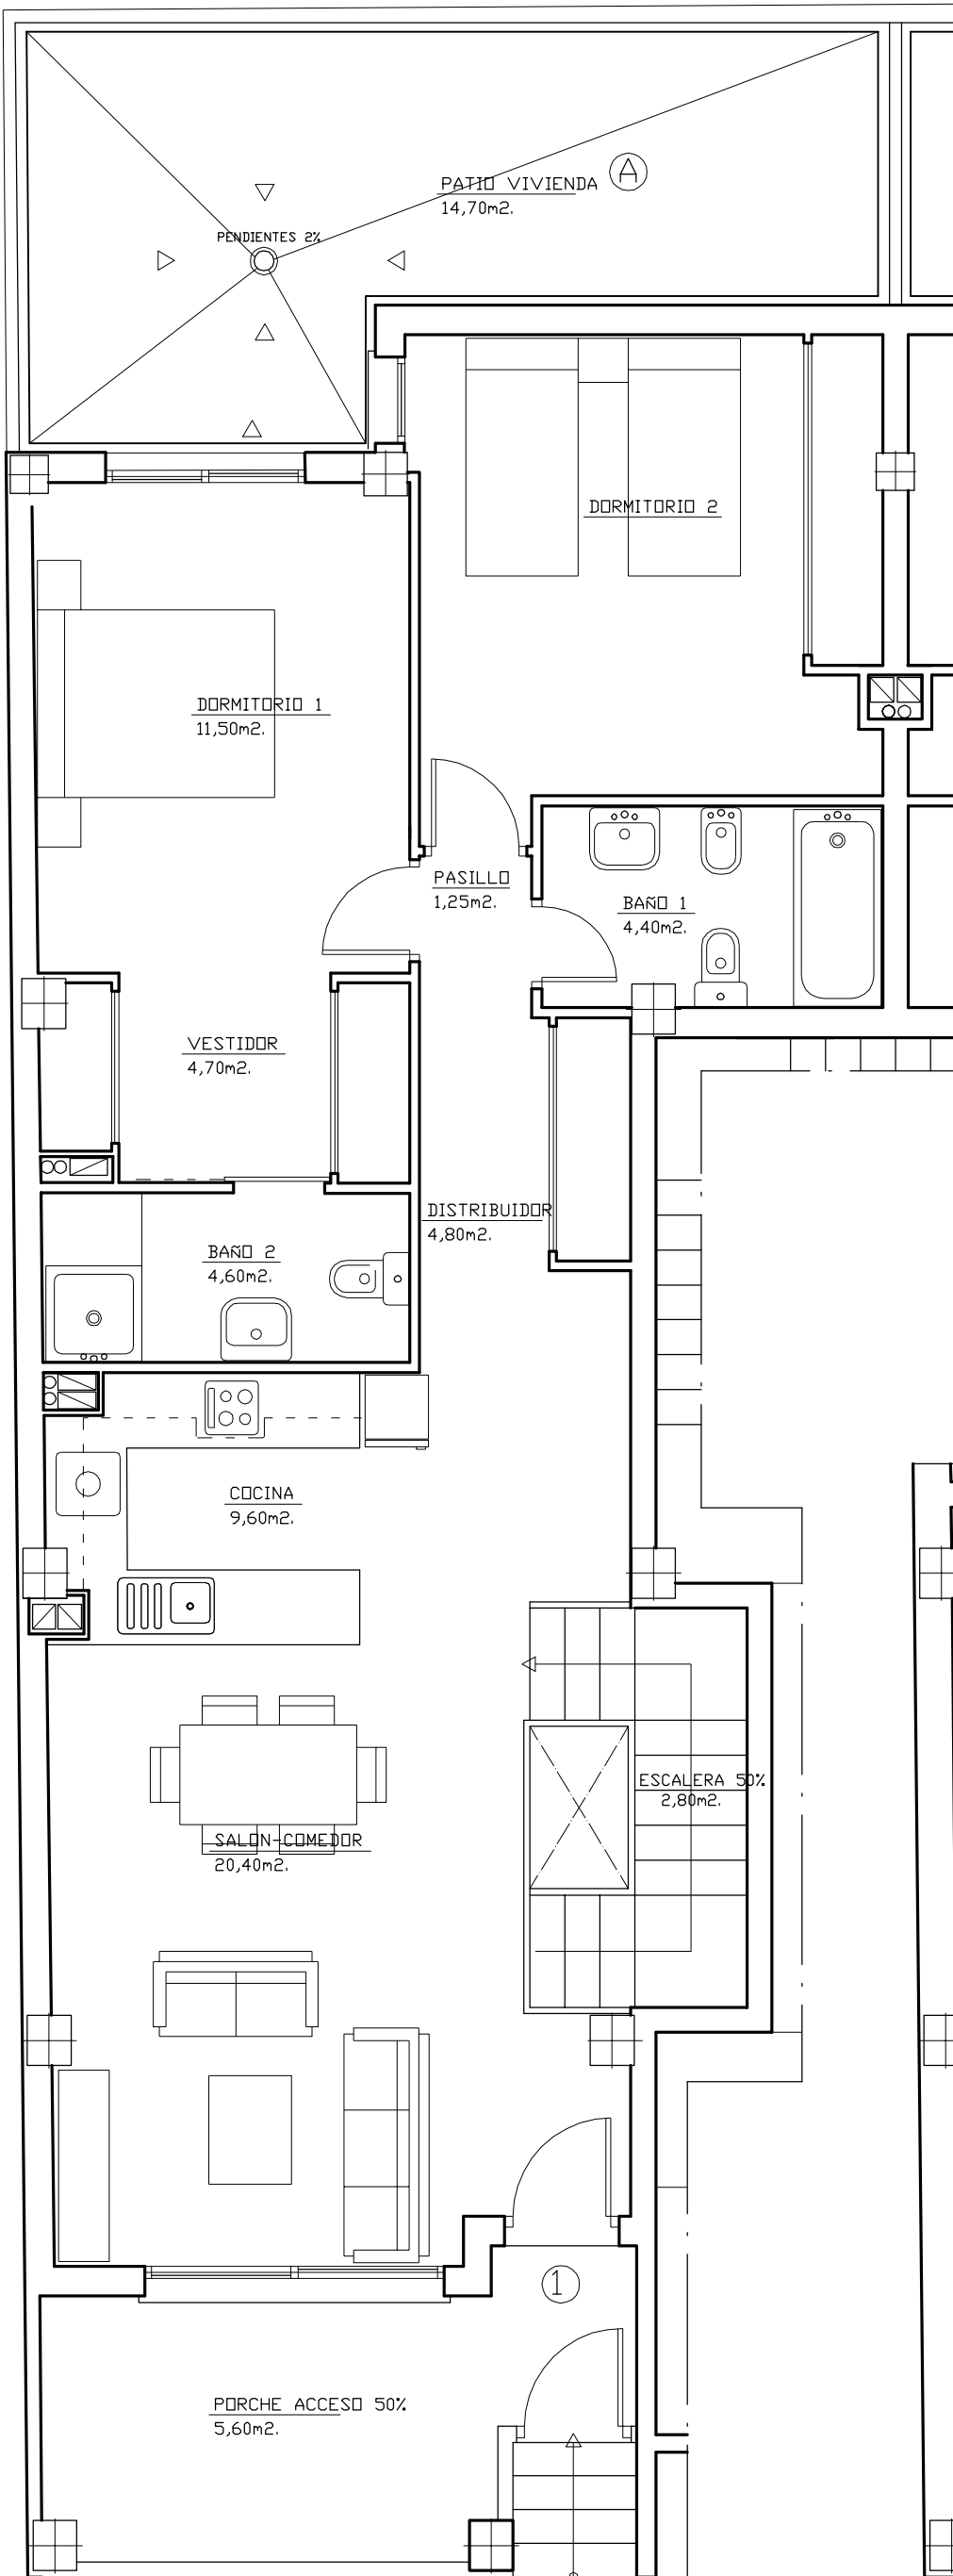 PATIO VIVIENDA
A
14,70m2.
PENDIENTES 2%
DORMITORIO 2
DORMITORIO 1
11,50m2.
PASILLO
1,25m2.
BAÑO 1
4,40m2.
VESTIDOR
4,70m2.
DISTRIBUIDOR
4,80m2.
BAÑO 2
4,60m2.
COCINA
9,60m2.
ESCALERA 50%
2,80m2.
SALON-COMEDOR
20,40m2.
1
PORCHE ACCESO 50%
5,60m2.